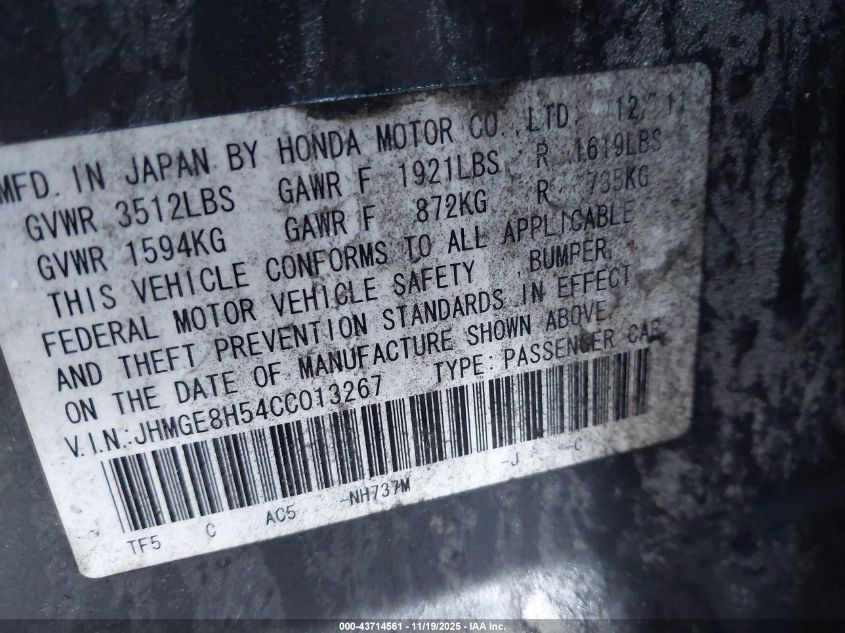 MFD. IN JAPAN BY HONDA MOTOR CO.,LTD. 12/11
GVWR 3512LBS GAWR F 1921LBS R 1619LBS
GVWR 1594KG GAWR F 872KG R 735KG
THIS VEHICLE CONFORMS TO ALL APPLICABLE
FEDERAL MOTOR VEHICLE SAFETY ,BUMPER,
AND THEFT PREVENTION STANDARDS IN EFFECT
ON THE DATE OF MANUFACTURE SHOWN ABOVE
V.I.N.:JHMGE8H54CC013267 TYPE:PASSENGER CAR
TF5 C AC5 -NH737M -J -C
000-43714561 - 11/19/2025 - IAA Inc.